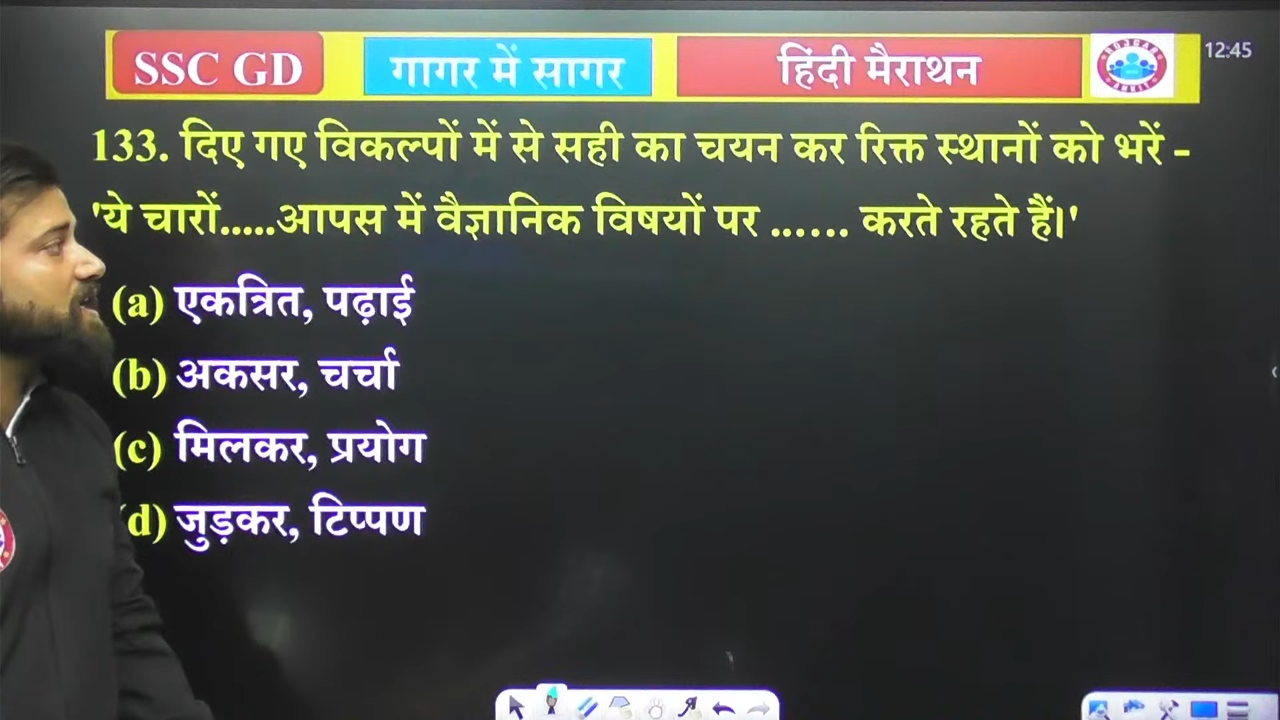 SSC GD
गागर में सागर
हिंदी मैराथन
12:45
133. दिए गए विकल्पों में से सही का चयन कर रिक्त स्थानों को भरें -
'ये चारों.....आपस में वैज्ञानिक विषयों पर ...... करते रहते हैं।'
(a) एकत्रित, पढ़ाई
(b) अकसर, चर्चा
(c) मिलकर, प्रयोग
(d) जुड़कर, टिप्पण